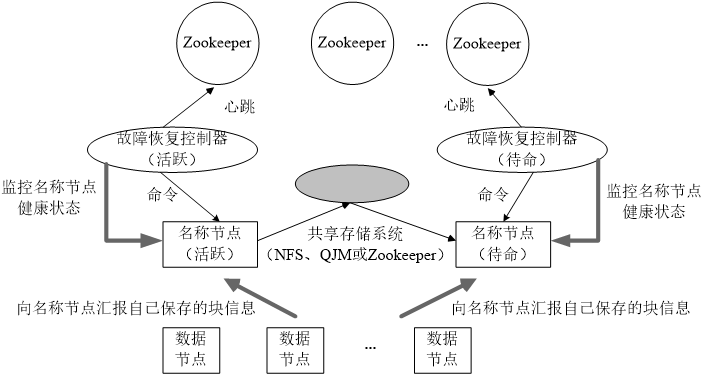 Zookeeper
Zookeeper
...
Zookeeper
心跳
心跳
故障恢复控制器
（活跃）
故障恢复控制器
（待命）
监控名称节点
健康状态
命令
命令
监控名称节点
健康状态
名称节点
（活跃）
共享存储系统
（NFS、QJM或Zookeeper）
名称节点
（待命）
向名称节点汇报自己保存的块信息
向名称节点汇报自己保存的块信息
数据
节点
数据
节点
...
数据
节点